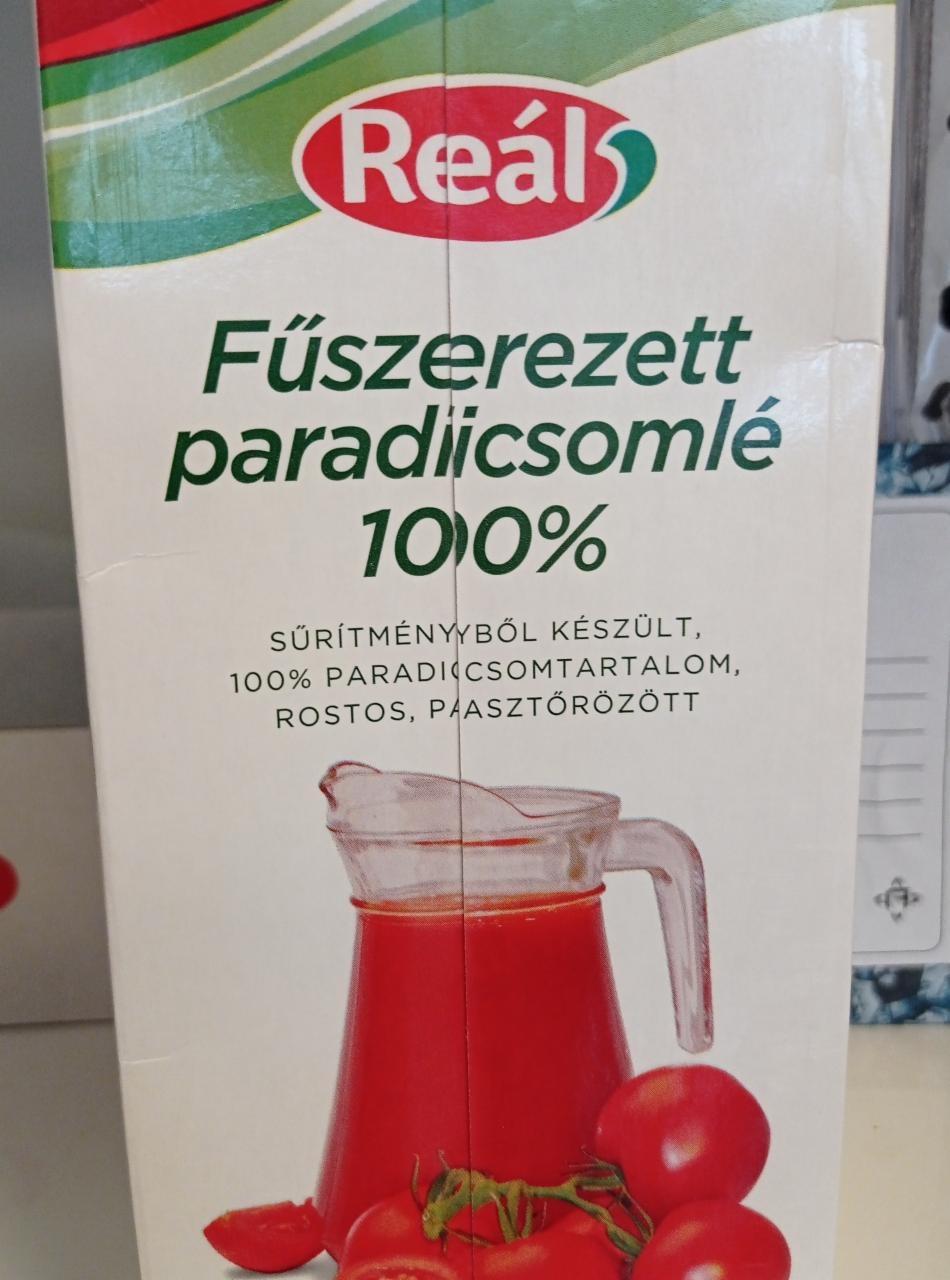 Reál
Fűszerezett
paradicsomlé
100%
SŰRÍTMÉNYBŐL KÉSZÜLT,
100% PARADICSOMTARTALOM,
ROSTOS, PASZTŐRÖZÖTT